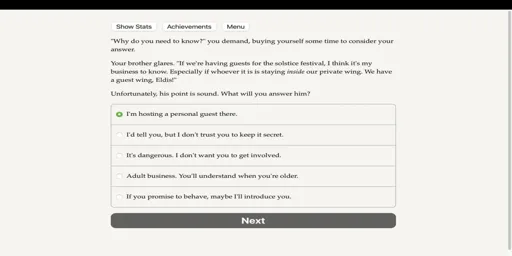 Show Stats Achievements Menu
"Why do you need to know?" you demand, buying yourself some time to consider your
answer.
Your brother glares. "If we're having guests for the solstice festival, I think it's my
business to know. Especially if whoever it is is staying inside our private wing. We have
a guest wing, Eldis!"
Unfortunately, his point is sound. What will you answer him?
I'm hosting a personal guest there.
I'd tell you, but I don't trust you to keep it secret.
It's dangerous. I don't want you to get involved.
Adult business. You'll understand when you're older.
If you promise to behave, maybe I'll introduce you.
Next